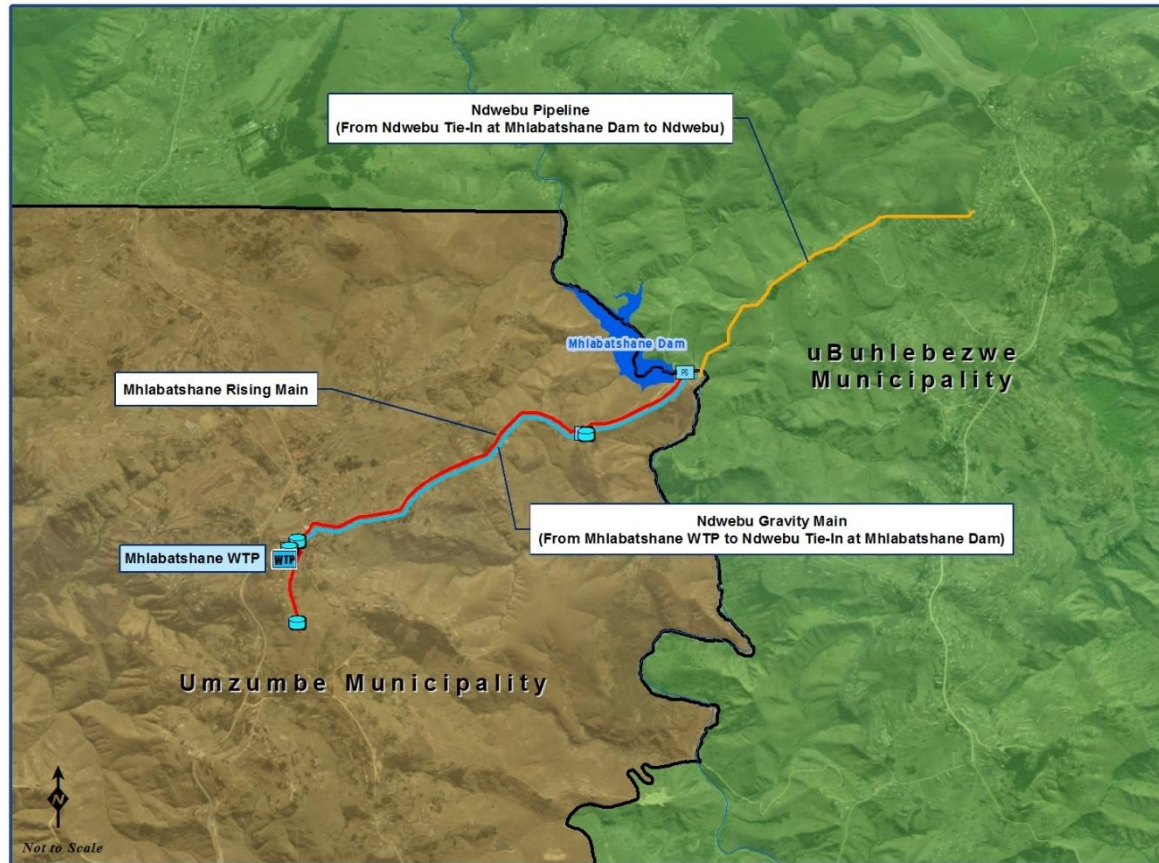 Ndwebu Pipeline
(From Ndwebu Tie-In at Mhlabatshane Dam to Ndwebu)
Mhlabatshane Dam
uBuhlebezwe
Municipality
PS
Mhlabatshane Rising Main
Ndwebu Gravity Main
(From Mhlabatshane WTP to Ndwebu Tie-In at Mhlabatshane Dam)
Mhlabatshane WTP
WTP
Umzumbe Municipality
N
Not to Scale